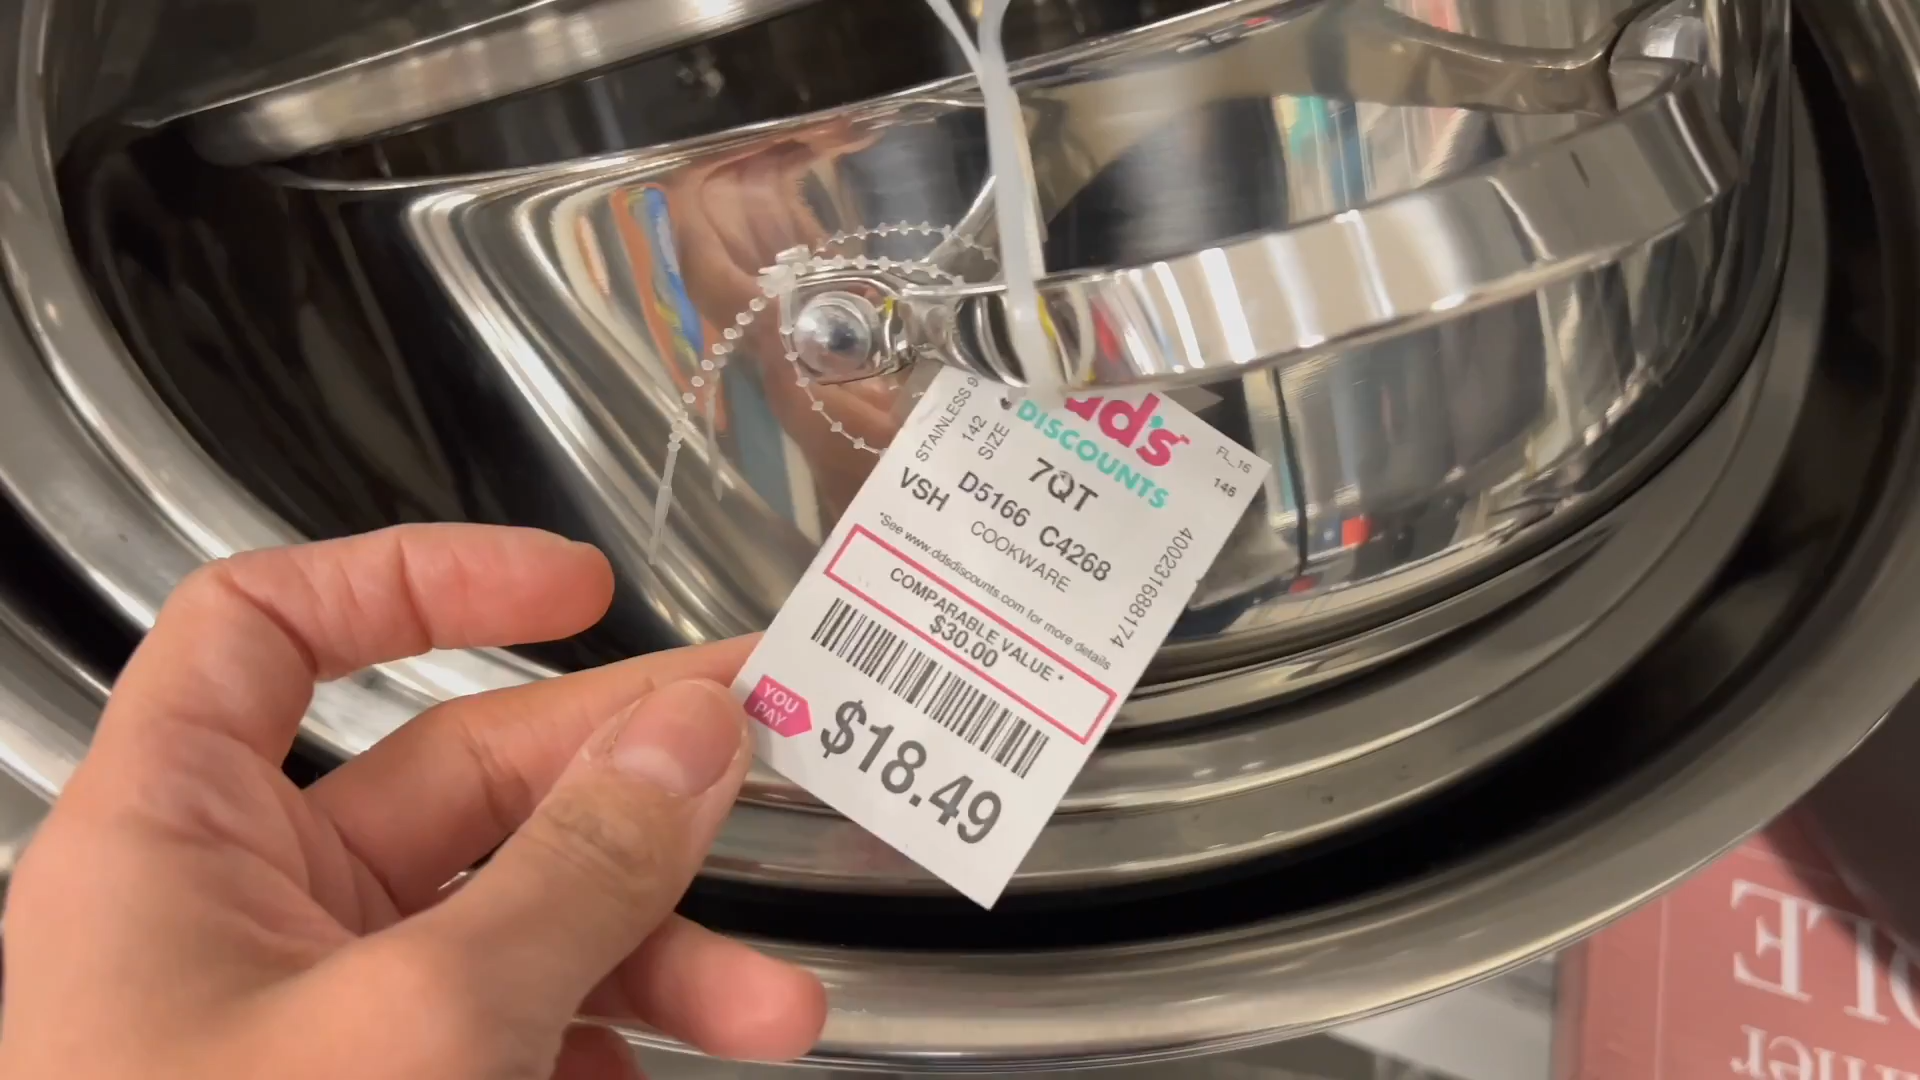 dd's
DISCOUNTS
FL_16
146
STAINLESS 9
142
SIZE
7QT
D5166 C4268
VSH
COOKWARE
400231688174
*See www.ddsdiscounts.com for more details
COMPARABLE VALUE *
$30.00
YOU
PAY
$18.49